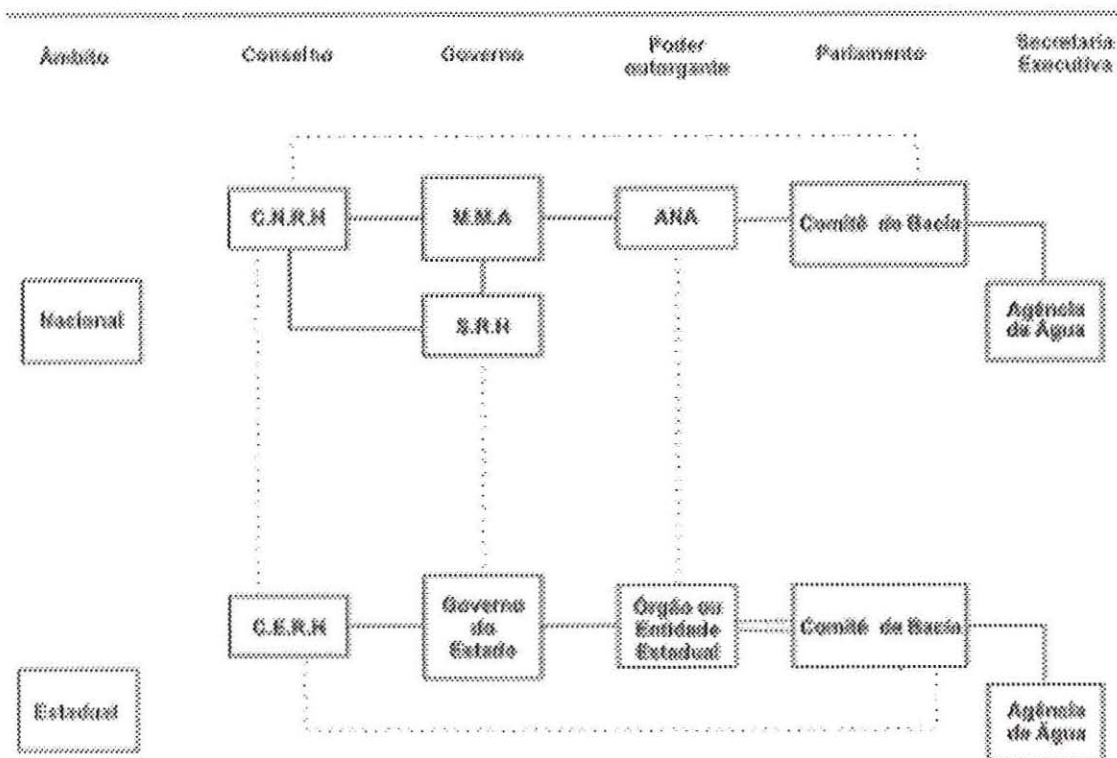 Âmbito
Conselho
Governo
Poder
outorgante
Parlamento
Secretaria
Executiva
C.N.R.H
M.M.A
ANA
Comitê de Bacia
Nacional
S.R.H
Agência
de Água
C.E.R.H
Governo
do
Estado
Órgão ou
Entidade
Estadual
Comitê de Bacia
Estadual
Agência
de Água